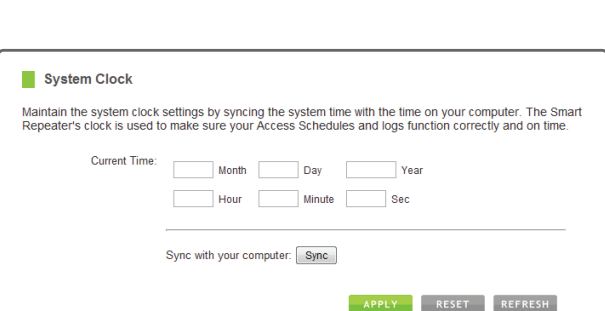 System Clock
Maintain the system clock settings by syncing the system time with the time on your computer. The Smart
Repeater's clock is used to make sure your Access Schedules and logs function correctly and on time.
Current Time: Month Day Year
Hour Minute Sec
Sync with your computer: Sync
APPLY RESET REFRESH